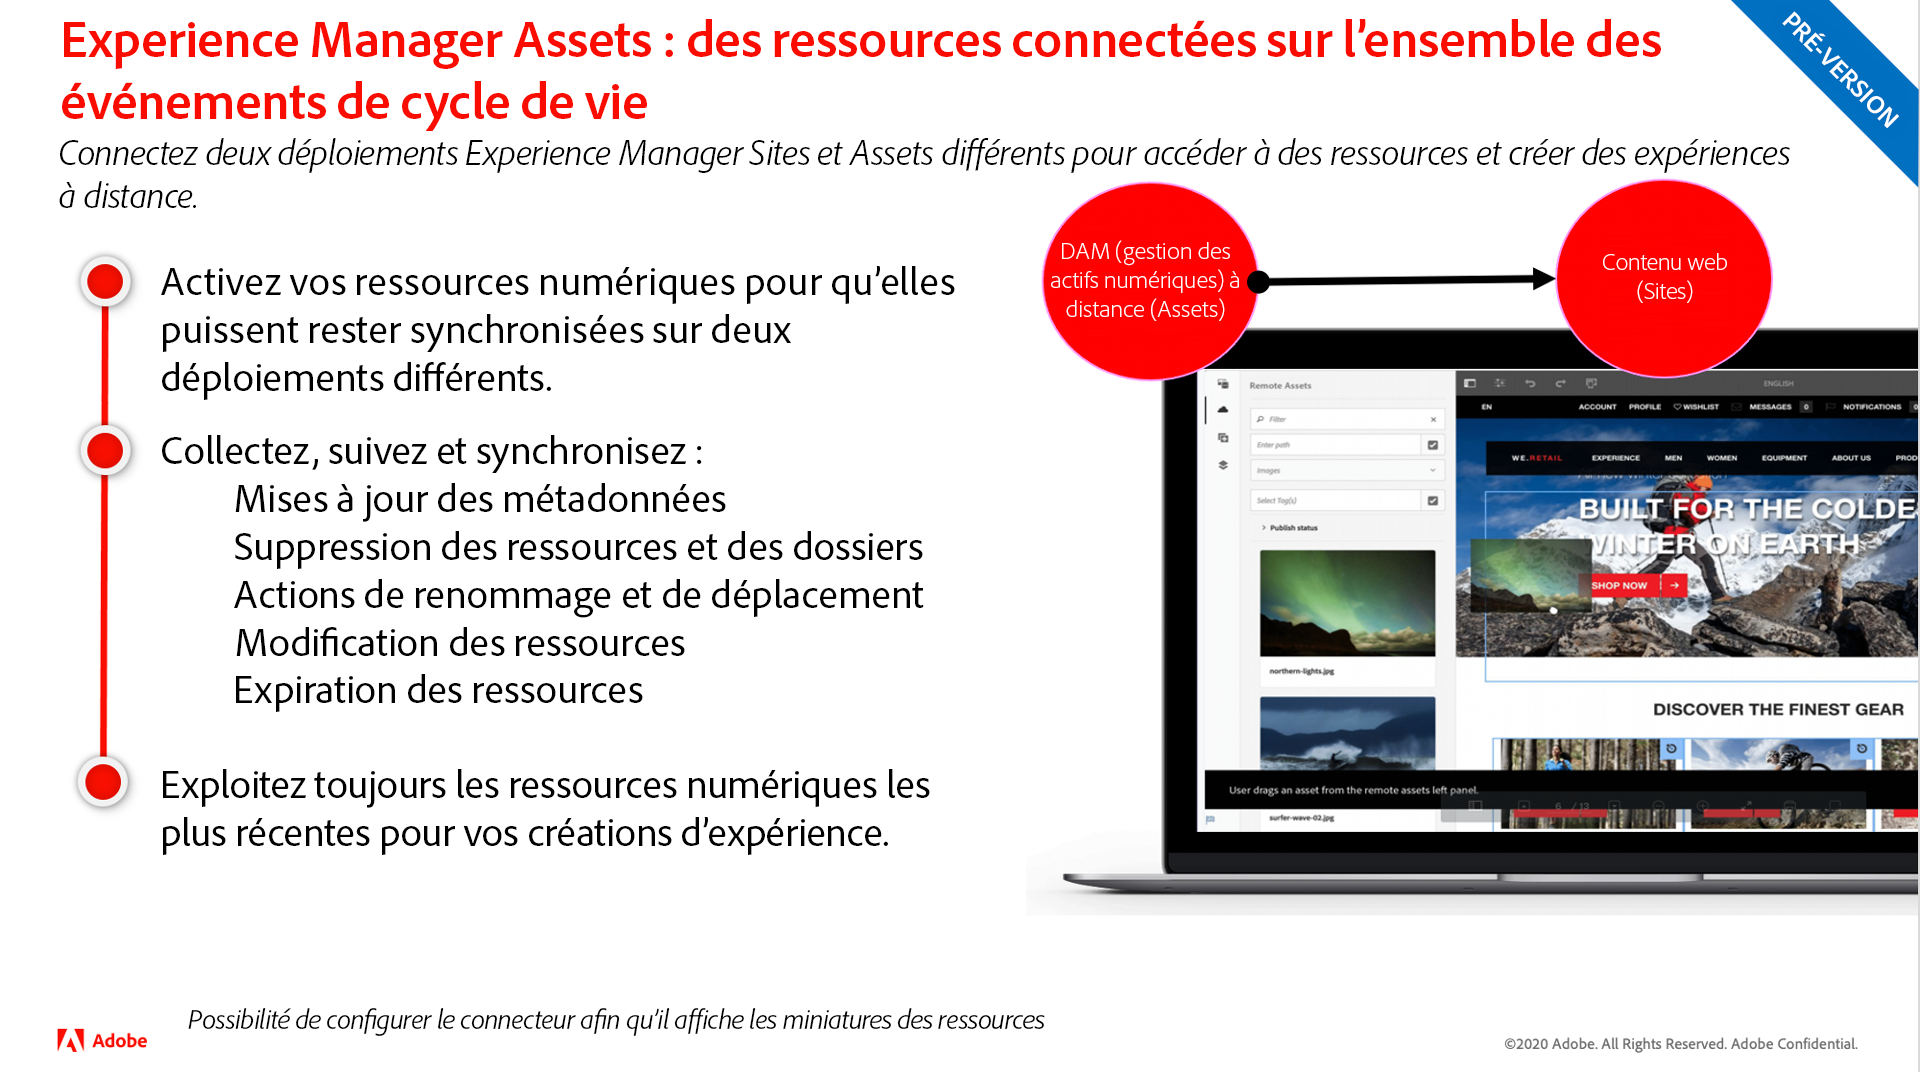 Experience Manager Assets : des ressources connectées sur l’ensemble des
événements de cycle de vie
PRÉ-VERSION
Connectez deux déploiements Experience Manager Sites et Assets différents pour accéder à des ressources et créer des expériences
à distance.
Activez vos ressources numériques pour qu’elles
puissent rester synchronisées sur deux
déploiements différents.
Collectez, suivez et synchronisez :
Mises à jour des métadonnées
Suppression des ressources et des dossiers
Actions de renommage et de déplacement
Modification des ressources
Expiration des ressources
Exploitez toujours les ressources numériques les
plus récentes pour vos créations d’expérience.
DAM (gestion des
actifs numériques) à
distance (Assets)
Contenu web
(Sites)
Remote Assets
Filter
Enter path
Images
Select Tag(s)
Publish status
northern-lights.jpg
surfer-wave-02.jpg
ENGLISH
EN ACCOUNT PROFILE WISHLIST MESSAGES 0 NOTIFICATIONS 0
WE.RETAIL EXPERIENCE MEN WOMEN EQUIPMENT ABOUT US PROD
BUILT FOR THE COLDE
WINTER ON EARTH
SHOP NOW
DISCOVER THE FINEST GEAR
User drags an asset from the remote assets left panel.
6 / 13
Possibilité de configurer le connecteur afin qu’il affiche les miniatures des ressources
Adobe
©2020 Adobe. All Rights Reserved. Adobe Confidential.